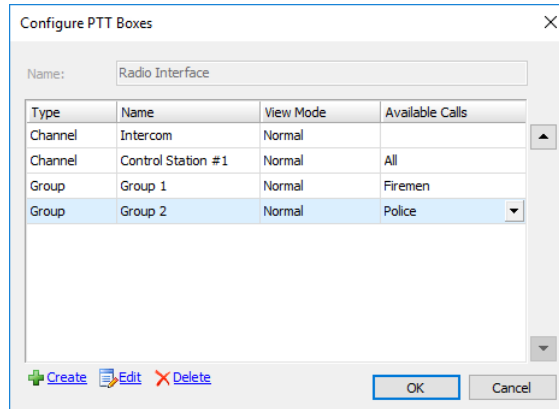 Configure PTT Boxes
Name: Radio Interface
Type Name View Mode Available Calls
Channel Intercom Normal
Channel Control Station #1 Normal All
Group Group 1 Normal Firemen
Group Group 2 Normal Police
Create Edit Delete
OK Cancel